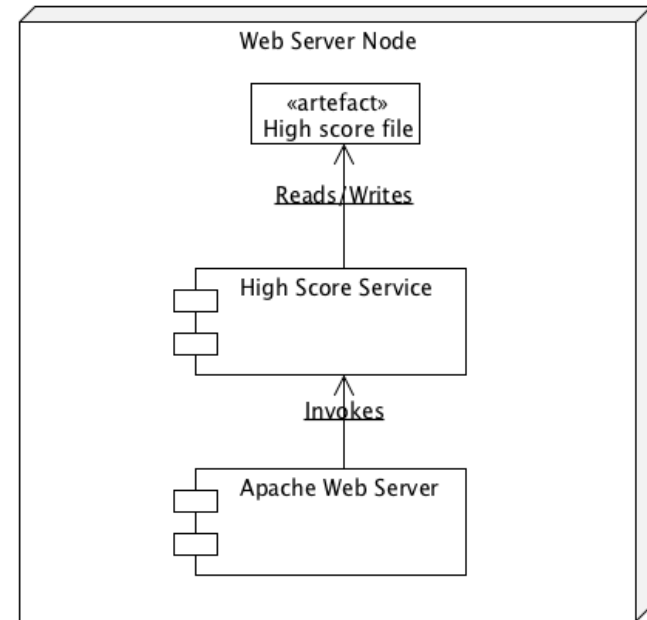 Web Server Node
«artefact»
High score file
Reads/Writes
High Score Service
Invokes
Apache Web Server